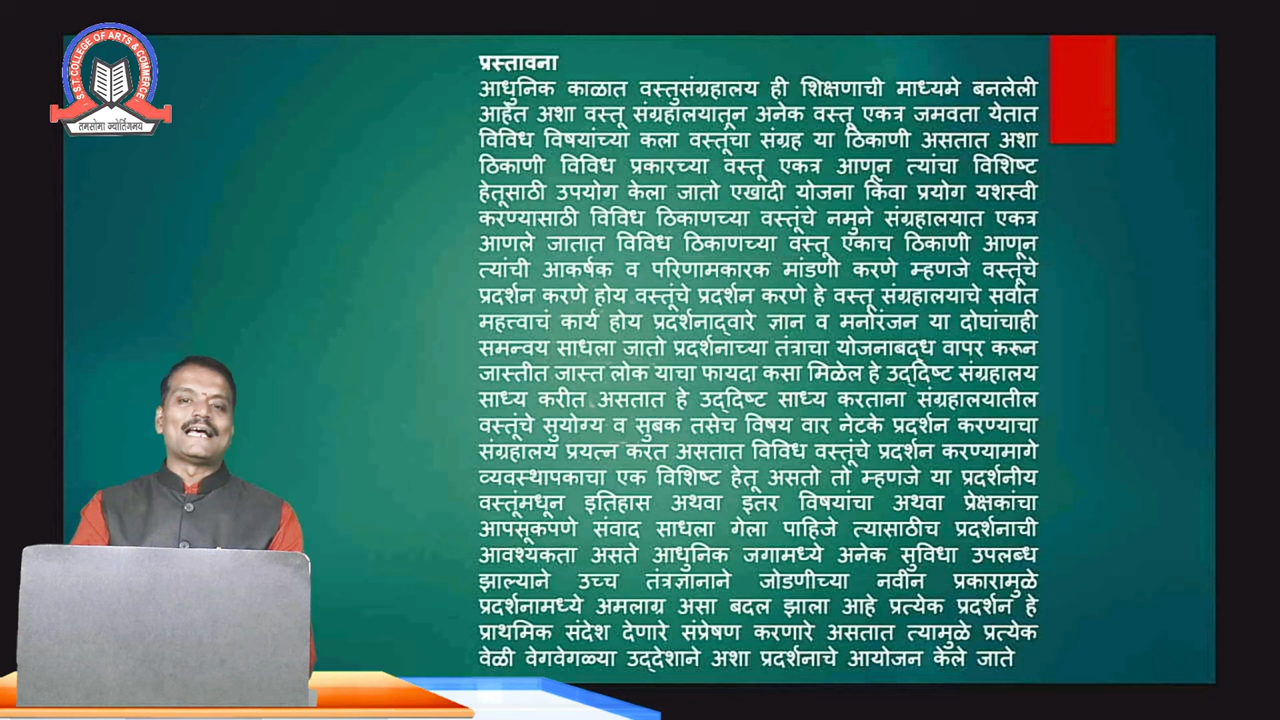 S.S.T. COLLEGE OF ARTS & COMMERCE
तमसोमा ज्योर्तिगमय
प्रस्तावना
आधुनिक काळात वस्तुसंग्रहालय ही शिक्षणाची माध्यमे बनलेली
आहेत अशा वस्तू संग्रहालयातून अनेक वस्तू एकत्र जमवता येतात
विविध विषयांच्या कला वस्तूंचा संग्रह या ठिकाणी असतात अशा
ठिकाणी विविध प्रकारच्या वस्तू एकत्र आणून त्यांचा विशिष्ट
हेतूसाठी उपयोग केला जातो एखादी योजना किंवा प्रयोग यशस्वी
करण्यासाठी विविध ठिकाणच्या वस्तूंचे नमुने संग्रहालयात एकत्र
आणले जातात विविध ठिकाणच्या वस्तू एकाच ठिकाणी आणून
त्यांची आकर्षक व परिणामकारक मांडणी करणे म्हणजे वस्तूंचे
प्रदर्शन करणे होय वस्तूंचे प्रदर्शन करणे हे वस्तू संग्रहालयाचे सर्वात
महत्त्वाचं कार्य होय प्रदर्शनाद्वारे ज्ञान व मनोरंजन या दोघांचाही
समन्वय साधला जातो प्रदर्शनाच्या तंत्राचा योजनाबद्ध वापर करून
जास्तीत जास्त लोक याचा फायदा कसा मिळेल हे उद्दिष्ट संग्रहालय
साध्य करीत असतात हे उद्दिष्ट साध्य करताना संग्रहालयातील
वस्तूंचे सुयोग्य व सुबक तसेच विषय वार नेटके प्रदर्शन करण्याचा
संग्रहालय प्रयत्न करत असतात विविध वस्तूंचे प्रदर्शन करण्यामागे
व्यवस्थापकाचा एक विशिष्ट हेतू असतो तो म्हणजे या प्रदर्शनीय
वस्तूंमधून इतिहास अथवा इतर विषयांचा अथवा प्रेक्षकांचा
आपसूकपणे संवाद साधला गेला पाहिजे त्यासाठीच प्रदर्शनाची
आवश्यकता असते आधुनिक जगामध्ये अनेक सुविधा उपलब्ध
झाल्याने उच्च तंत्रज्ञानाने जोडणीच्या नवीन प्रकारामुळे
प्रदर्शनामध्ये अमलाग्र असा बदल झाला आहे प्रत्येक प्रदर्शन हे
प्राथमिक संदेश देणारे संप्रेषण करणारे असतात त्यामुळे प्रत्येक
वेळी वेगवेगळ्या उद्देशाने अशा प्रदर्शनाचे आयोजन केले जाते